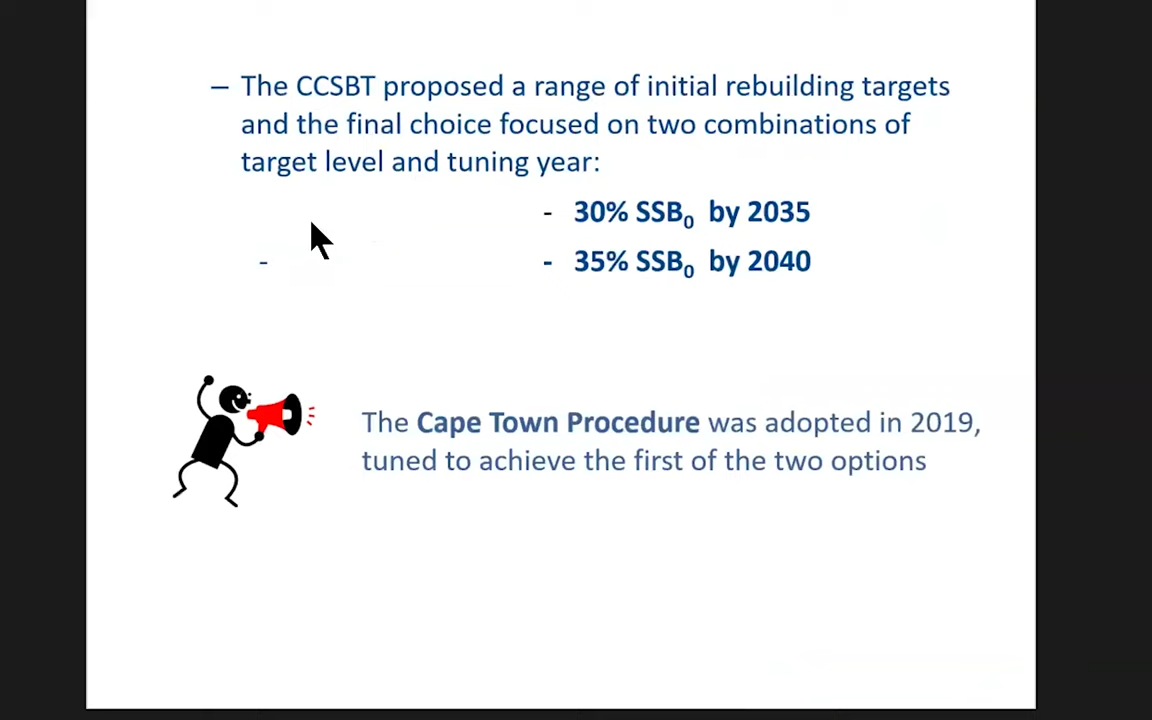 – The CCSBT proposed a range of initial rebuilding targets
and the final choice focused on two combinations of
target level and tuning year:
- 30% SSB₀ by 2035
- - 35% SSB₀ by 2040
The Cape Town Procedure was adopted in 2019,
tuned to achieve the first of the two options